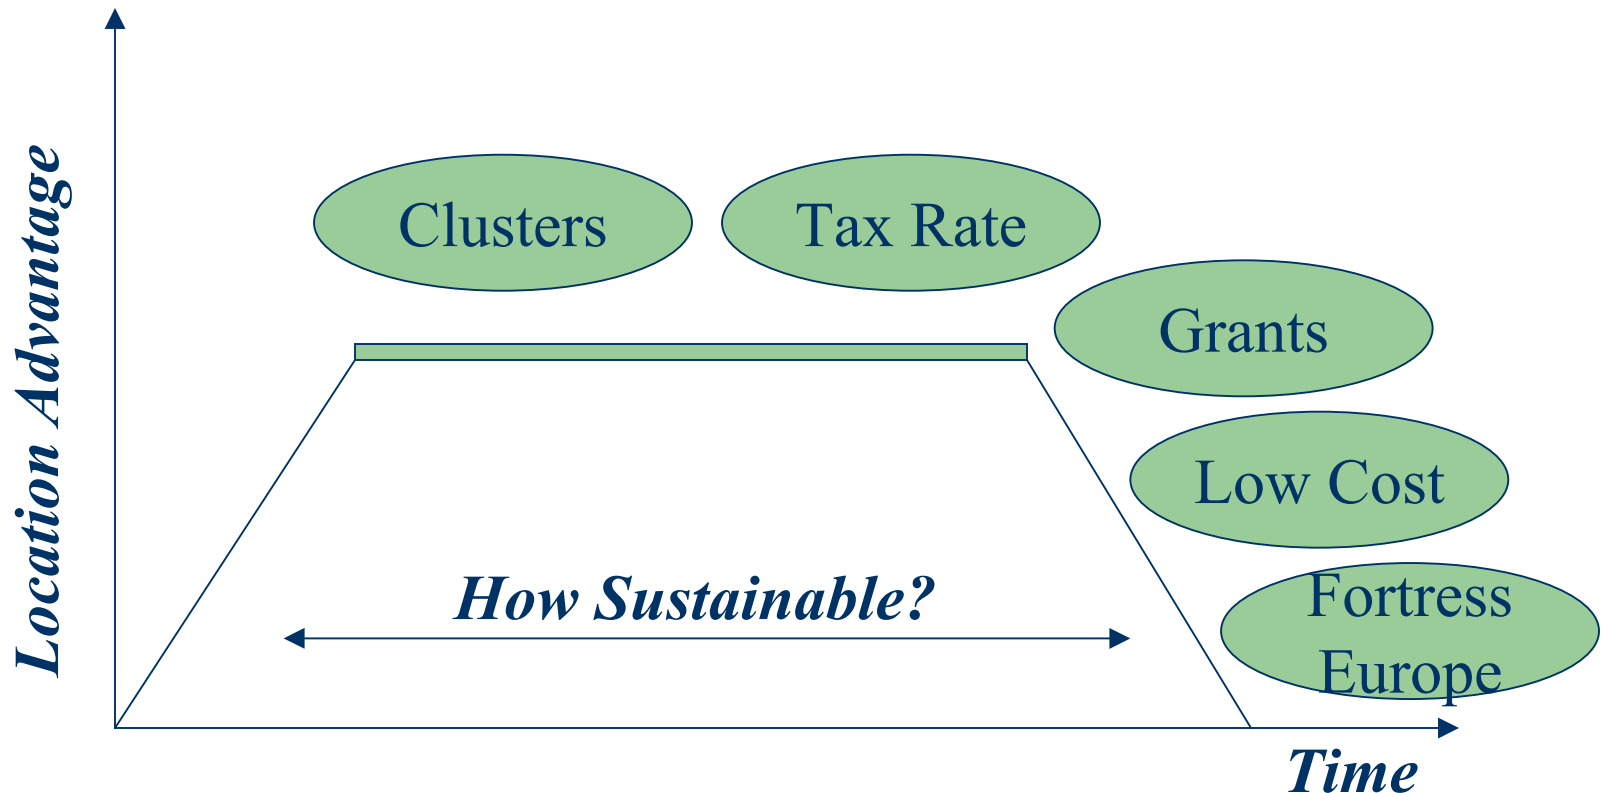 Location Advantage
Clusters
Tax Rate
Grants
Low Cost
Fortress
Europe
How Sustainable?
Time